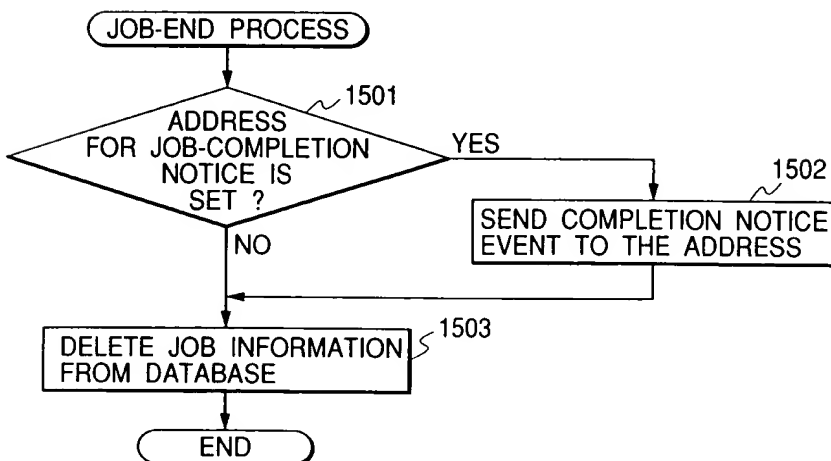 JOB-END PROCESS
1501
ADDRESS
FOR JOB-COMPLETION
NOTICE IS
SET ?
YES
1502
SEND COMPLETION NOTICE
EVENT TO THE ADDRESS
NO
1503
DELETE JOB INFORMATION
FROM DATABASE
END